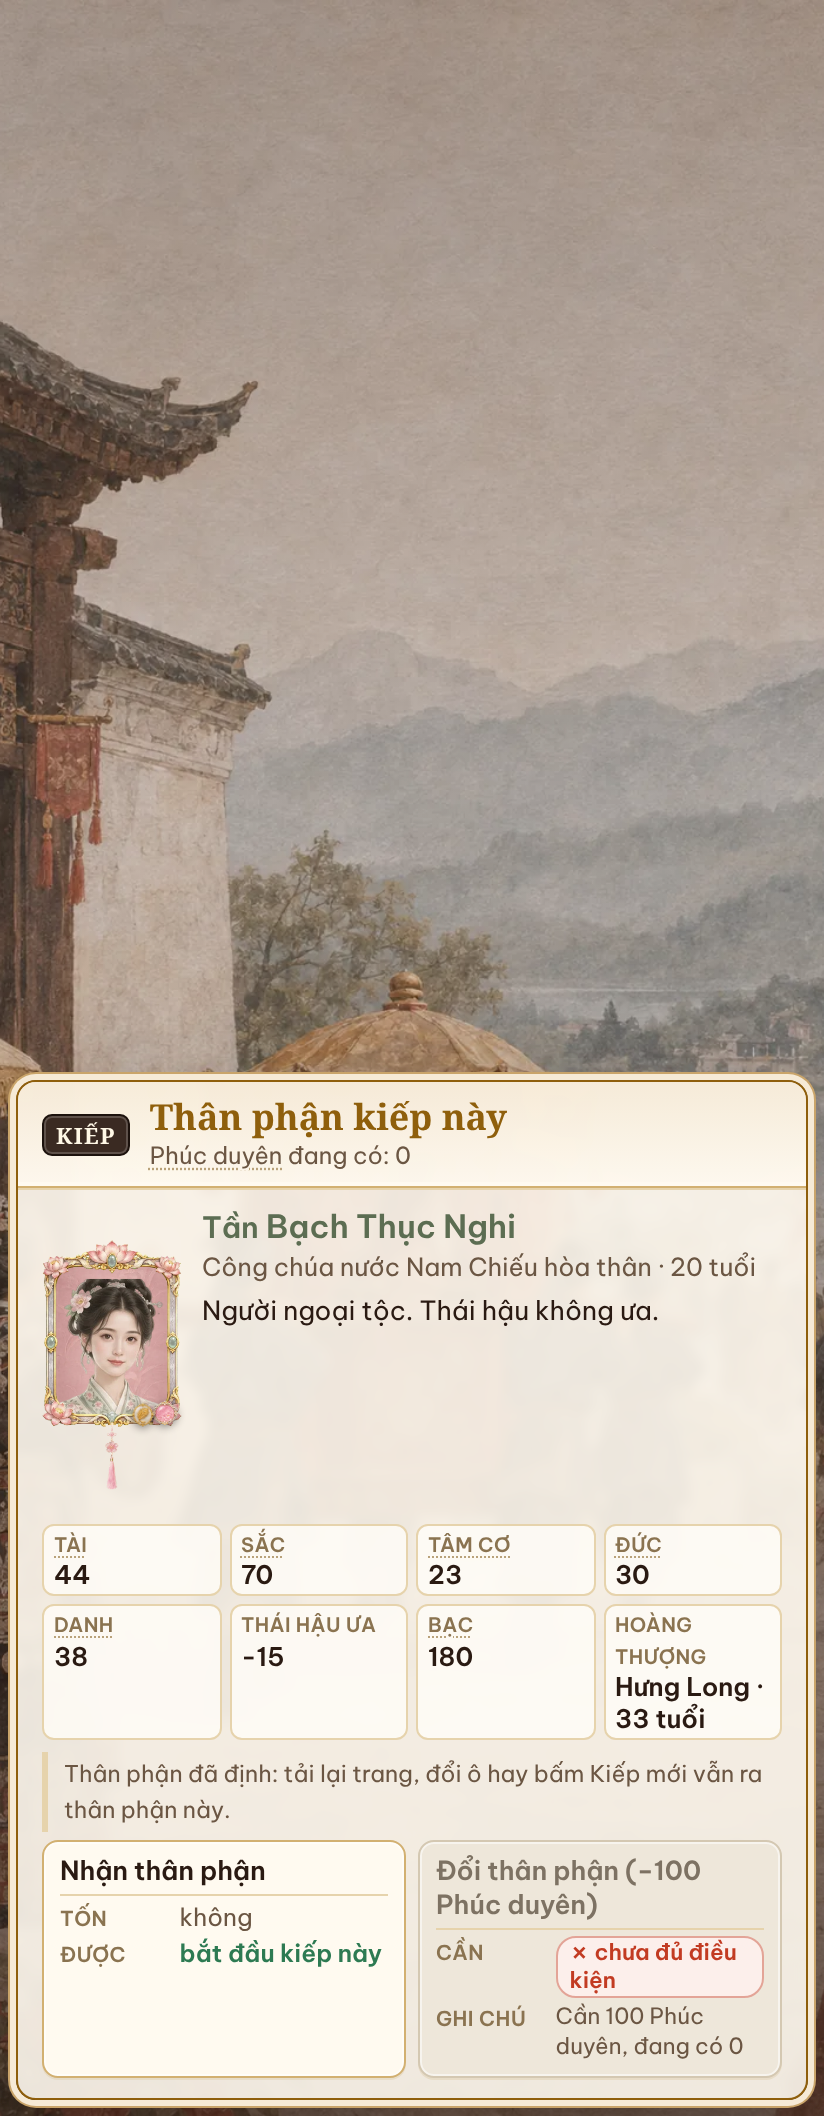 KIẾP
Thân phận kiếp này
Phúc duyên đang có: 0
Tần Bạch Thục Nghi
Công chúa nước Nam Chiếu hòa thân · 20 tuổi
Người ngoại tộc. Thái hậu không ưa.
TÀI
44
SẮC
70
TÂM CƠ
23
ĐỨC
30
DANH
38
THÁI HẬU ƯA
-15
BẠC
180
HOÀNG
THƯỢNG
Hưng Long ·
33 tuổi
Thân phận đã định: tải lại trang, đổi ô hay bấm Kiếp mới vẫn ra
thân phận này.
Nhận thân phận
TỐN không
ĐƯỢC bắt đầu kiếp này
Đổi thân phận (−100
Phúc duyên)
CẦN × chưa đủ điều
kiện
GHI CHÚ Cần 100 Phúc
duyên, đang có 0